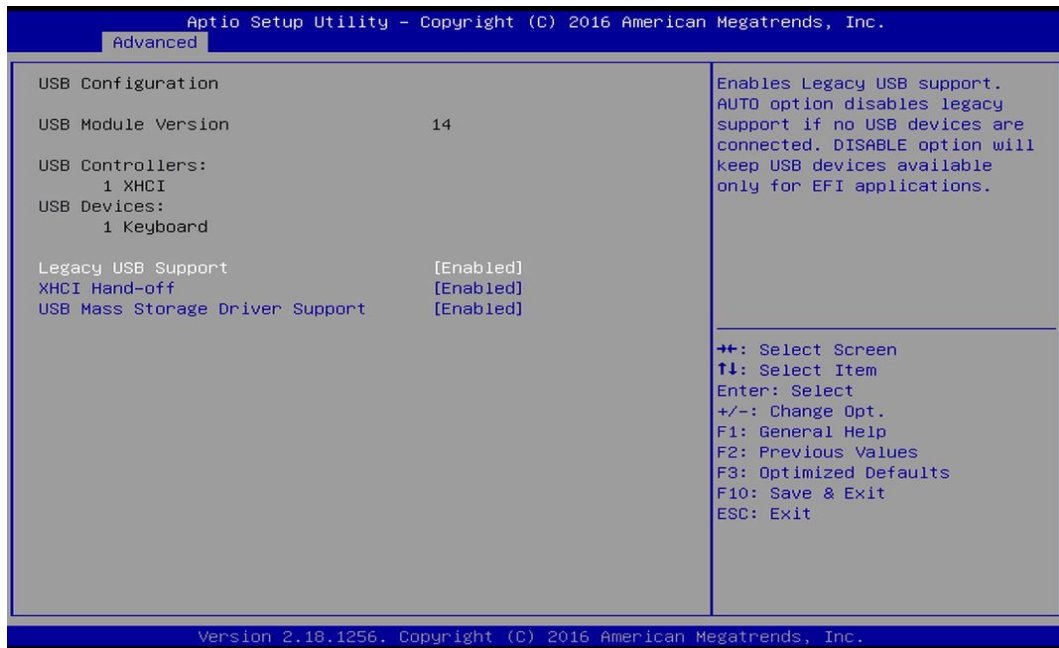 Aptio Setup Utility – Copyright (C) 2016 American Megatrends, Inc.
Advanced
USB Configuration
USB Module Version 14
USB Controllers:
1 XHCI
USB Devices:
1 Keyboard
Legacy USB Support [Enabled]
XHCI Hand-off [Enabled]
USB Mass Storage Driver Support [Enabled]
Enables Legacy USB support.
AUTO option disables legacy
support if no USB devices are
connected. DISABLE option will
keep USB devices available
only for EFI applications.
→←: Select Screen
↑↓: Select Item
Enter: Select
+/-: Change Opt.
F1: General Help
F2: Previous Values
F3: Optimized Defaults
F10: Save & Exit
ESC: Exit
Version 2.18.1256. Copyright (C) 2016 American Megatrends, Inc.